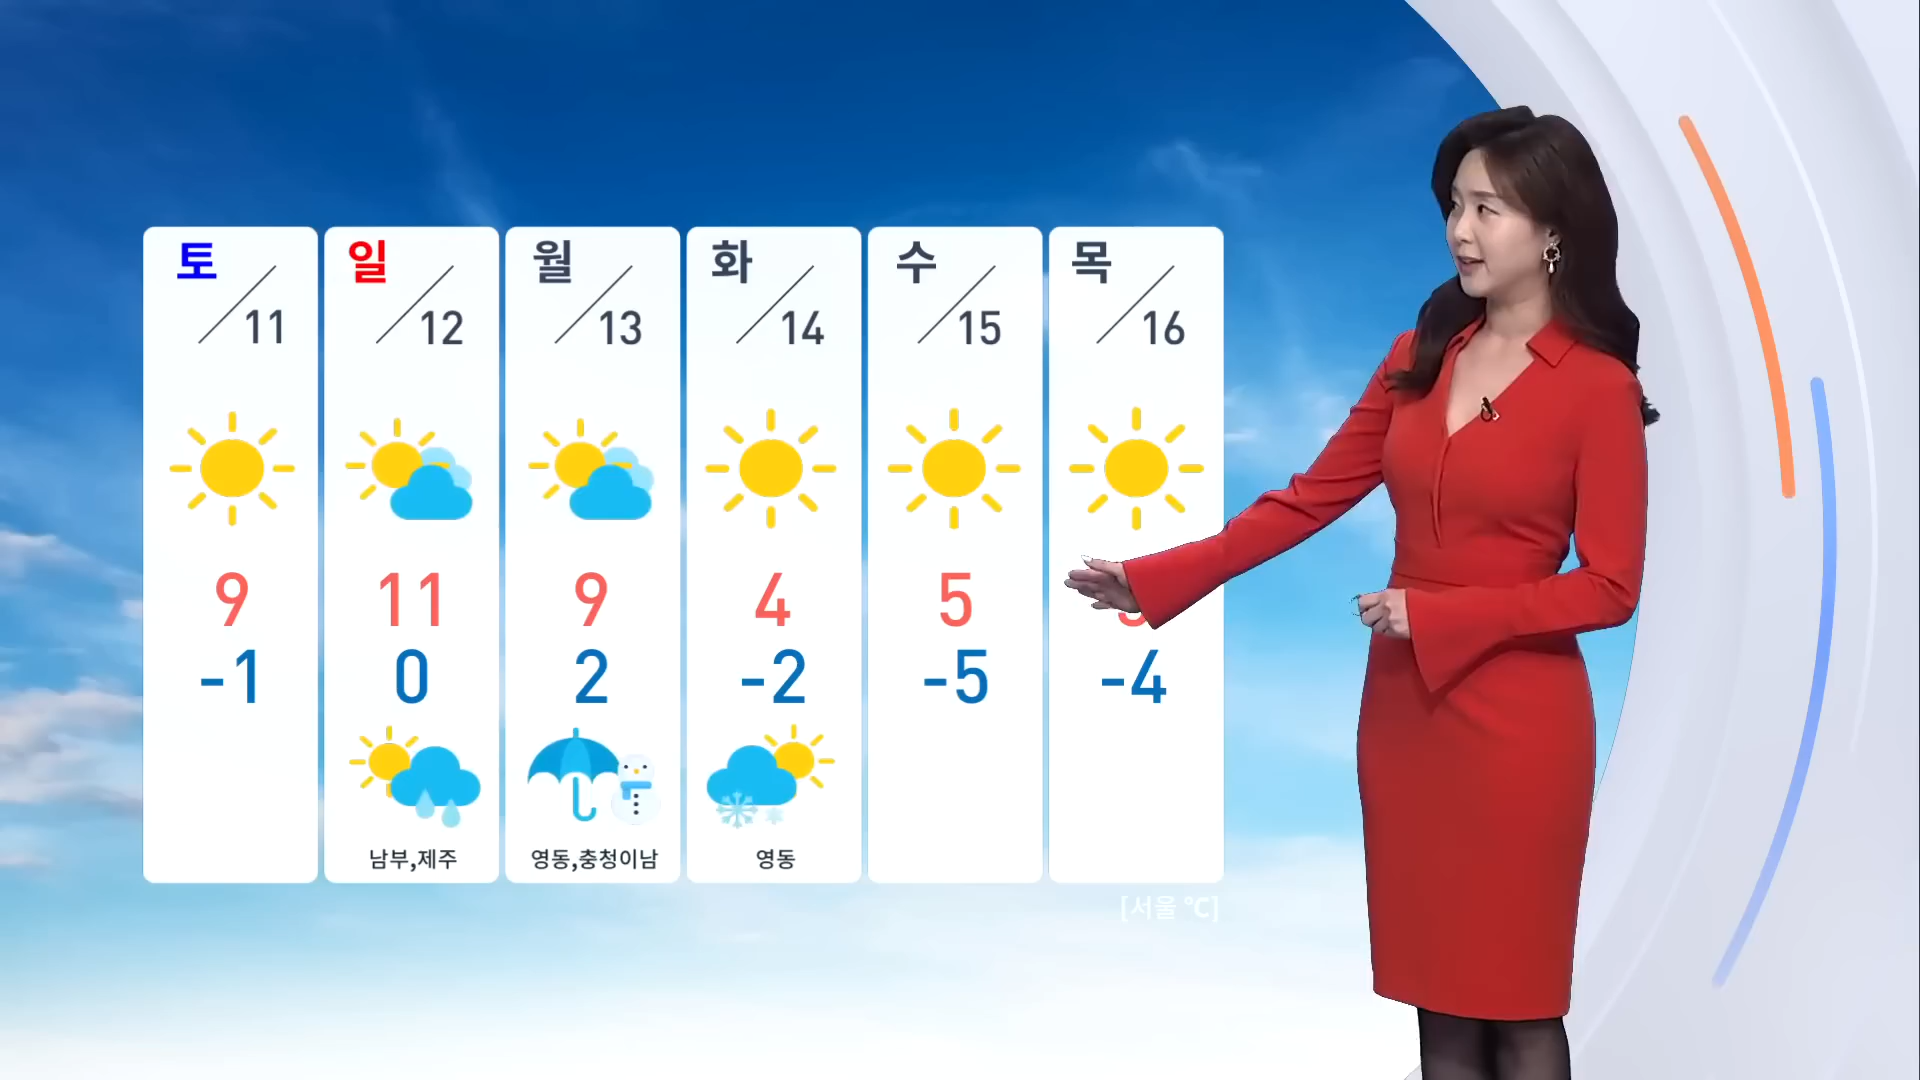 토 11
일 12
월 13
화 14
수 15
목 16
9 11 9 4 5
-1 0 2 -2 -5 -4
남부,제주 영동,충청이남 영동
[서울 ℃]